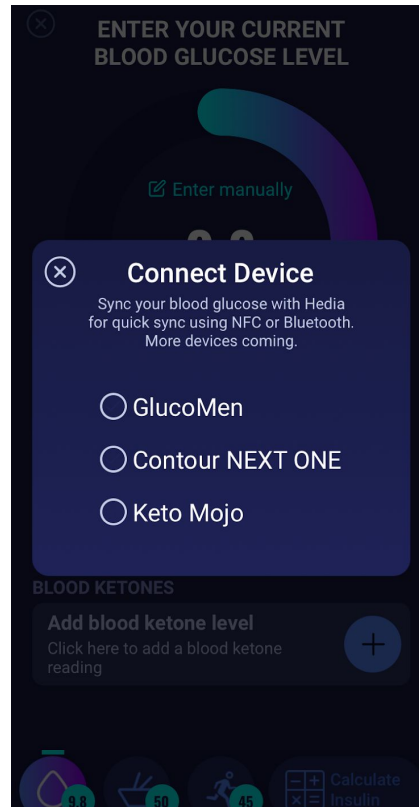 ENTER YOUR CURRENT
BLOOD GLUCOSE LEVEL
Enter manually
Connect Device
Sync your blood glucose with Hedia
for quick sync using NFC or Bluetooth.
More devices coming.
GlucoMen
Contour NEXT ONE
Keto Mojo
BLOOD KETONES
Add blood ketone level
Click here to add a blood ketone
reading
9.8
50
45
Calculate
Insulin